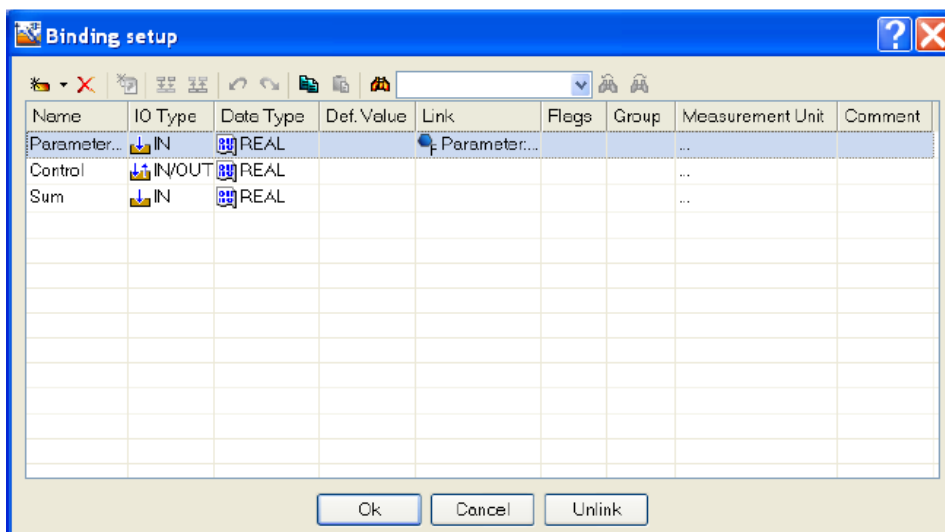 Binding setup
Name IO Type Data Type Def. Value Link Flags Group Measurement Unit Comment
Parameter... IN REAL Parameter:... ...
Control IN/OUT REAL ...
Sum IN REAL ...
Ok Cancel Unlink